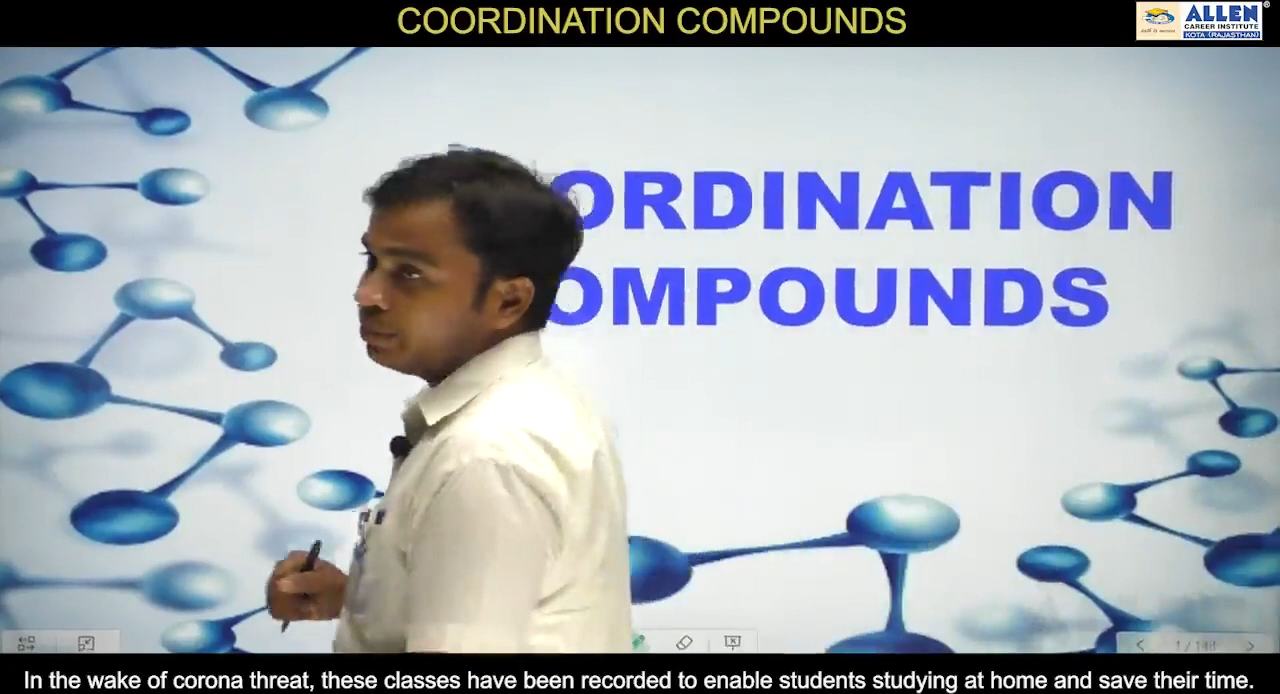 COORDINATION COMPOUNDS
ALLEN
®
CAREER INSTITUTE
KOTA (RAJASTHAN)
ORDINATION
OMPOUNDS
In the wake of corona threat, these classes have been recorded to enable students studying at home and save their time.